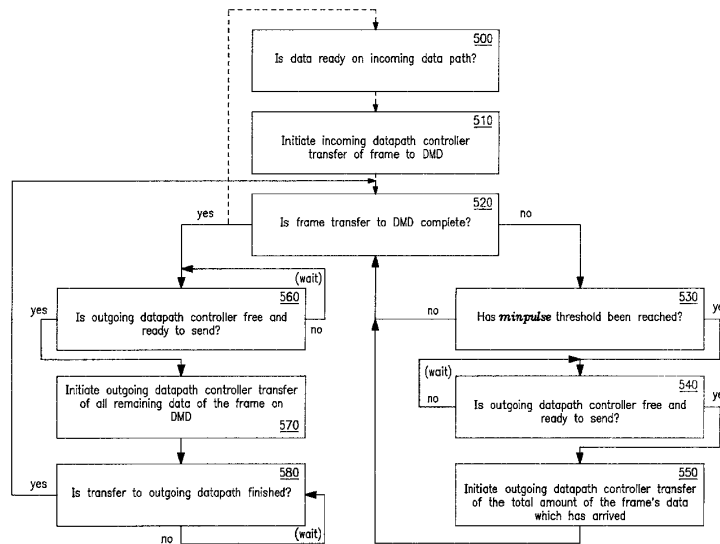 500
Is data ready on incoming data path?
510
Initiate incoming datapath controller
transfer of frame to DMD
520
Is frame transfer to DMD complete?
yes
no
(wait)
560
Is outgoing datapath controller free and
ready to send?
yes
no
Initiate outgoing datapath controller transfer
of all remaining data of the frame on
DMD
570
580
Is transfer to outgoing datapath finished?
yes
no
(wait)
530
Has minpulse threshold been reached?
no
ye
(wait)
540
Is outgoing datapath controller free and
ready to send?
no
ye
550
Initiate outgoing datapath controller transfer
of the total amount of the frame's data
which has arrived